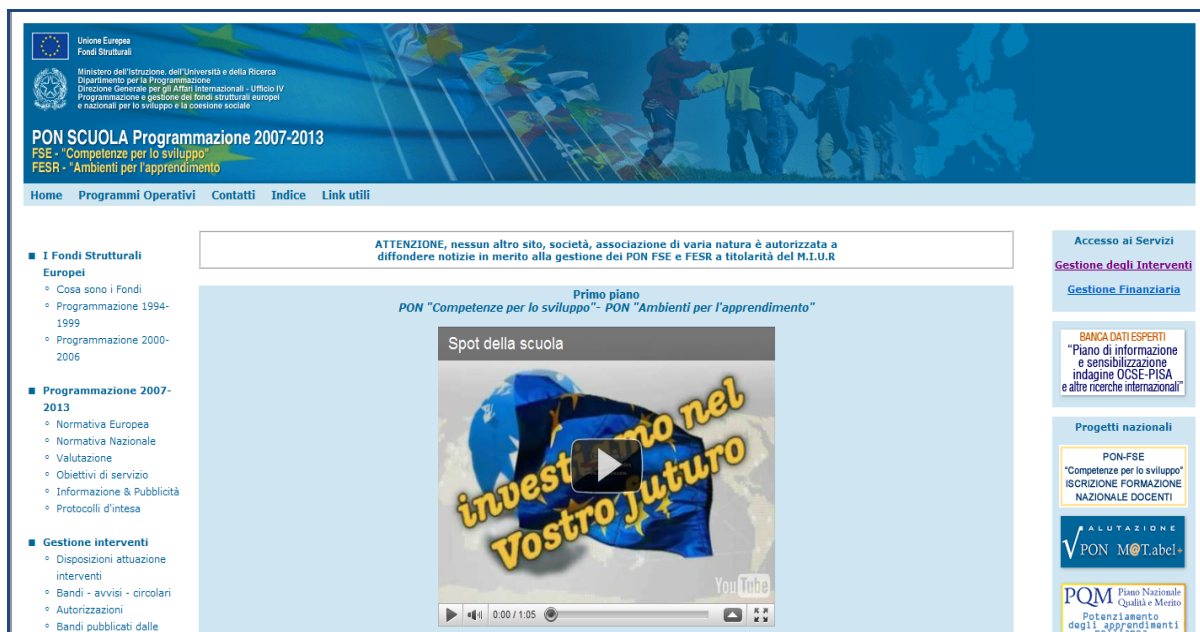 Unione Europea
Fondi Strutturali
Ministero dell'Istruzione. dell'Università e della Ricerca
Dipartimento per la Programmazione
Direzione Generale per gli Affari Internazionali - Ufficio IV
Programmazione e gestione dei fondi strutturali europei
e nazionali per lo sviluppo e la coesione sociale
PON SCUOLA Programmazione 2007-2013
FSE - "Competenze per lo sviluppo"
FESR - "Ambienti per l'apprendimento
Home Programmi Operativi Contatti Indice Link utili
I Fondi Strutturali
Europei
Cosa sono i Fondi
Programmazione 1994-
1999
Programmazione 2000-
2006
Programmazione 2007-
2013
Normativa Europea
Normativa Nazionale
Valutazione
Obiettivi di servizio
Informazione & Pubblicità
Protocolli d'intesa
Gestione interventi
Disposizioni attuazione
interventi
Bandi - avvisi - circolari
Autorizzazioni
Bandi pubblicati dalle
ATTENZIONE, nessun altro sito, società, associazione di varia natura è autorizzata a
diffondere notizie in merito alla gestione dei PON FSE e FESR a titolarità del M.I.U.R
Primo piano
PON "Competenze per lo sviluppo"- PON "Ambienti per l'apprendimento"
Spot della scuola
investiamo nel
Vostro futuro
YouTube
0:00 / 1:05
Accesso ai Servizi
Gestione degli Interventi
Gestione Finanziaria
BANCA DATI ESPERTI
"Piano di informazione
e sensibilizzazione
indagine OCSE-PISA
e altre ricerche internazionali"
Progetti nazionali
PON-FSE
"Competenze per lo sviluppo"
ISCRIZIONE FORMAZIONE
NAZIONALE DOCENTI
VALUTAZIONE
PON M@T.abel+
PQM Piano Nazionale
Qualità e Merito
Potenziamento
degli apprendimenti